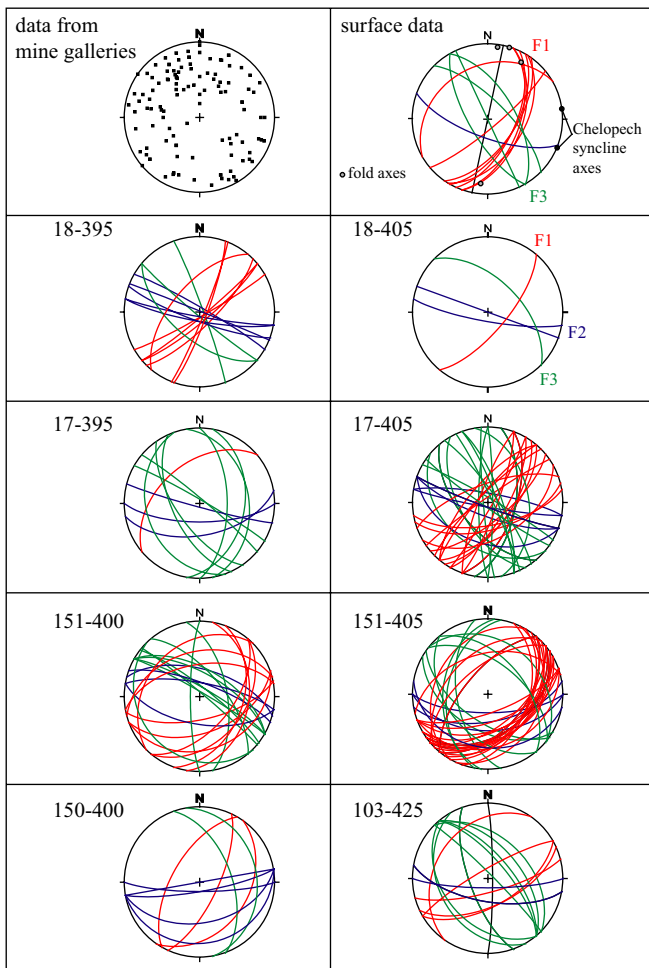 data from
mine galleries
N
surface data
N
F1
Chelopech
syncline
axes
fold axes
F3
18-395
N
18-405
N
F1
F2
F3
17-395
N
17-405
N
151-400
N
151-405
N
150-400
N
103-425
N